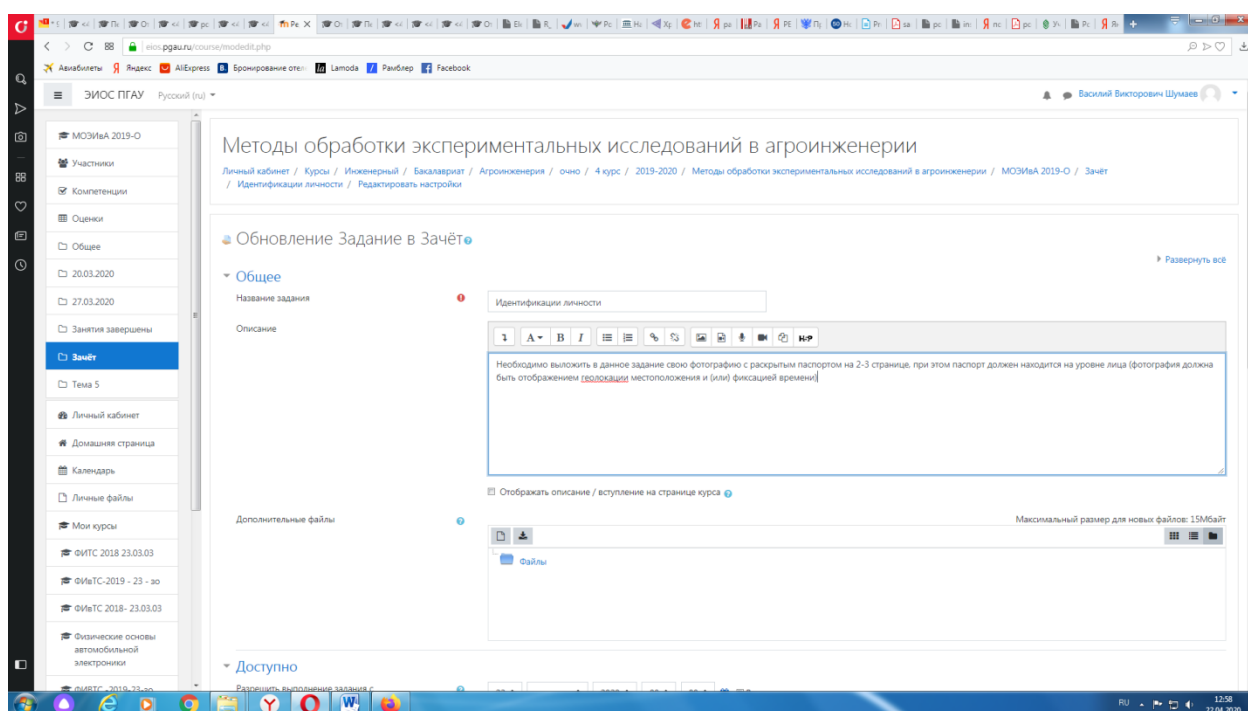 eios.pgau.ru/course/modedit.php
Авиабилеты Яндекс AliExpress Бронирование отел Lamoda Рамблер Facebook
ЭИОС ПГАУ Русский (ru)
Василий Викторович Шумаев
МОЭИвА 2019-О
Участники
Компетенции
Оценки
Общее
20.03.2020
27.03.2020
Занятия завершены
Зачёт
Тема 5
Личный кабинет
Домашняя страница
Календарь
Личные файлы
Мои курсы
ФИТС 2018 23.03.03
ФИвТС-2019 - 23 - зо
ФИвТС 2018- 23.03.03
Физические основы
автомобильной
электроники
Методы обработки экспериментальных исследований в агроинженерии
Личный кабинет / Курсы / Инженерный / Бакалавриат / Агроинженерия / очно / 4 курс / 2019-2020 / Методы обработки экспериментальных исследований в агроинженерии / МОЭИвА 2019-О / Зачёт
/ Идентификации личности / Редактировать настройки
Обновление Задание в Зачёт
Развернуть всё
Общее
Название задания
Идентификации личности
Описание
Необходимо выложить в данное задание свою фотографию с раскрытым паспортом на 2-3 странице, при этом паспорт должен находится на уровне лица (фотография должна
быть отображением геолокации местоположения и (или) фиксацией времени)
Отображать описание / вступление на странице курса
Дополнительные файлы
Максимальный размер для новых файлов: 15Мбайт
Файлы
Доступно
Разрешить выполнение задания с
RU
12:58
22.04.2020